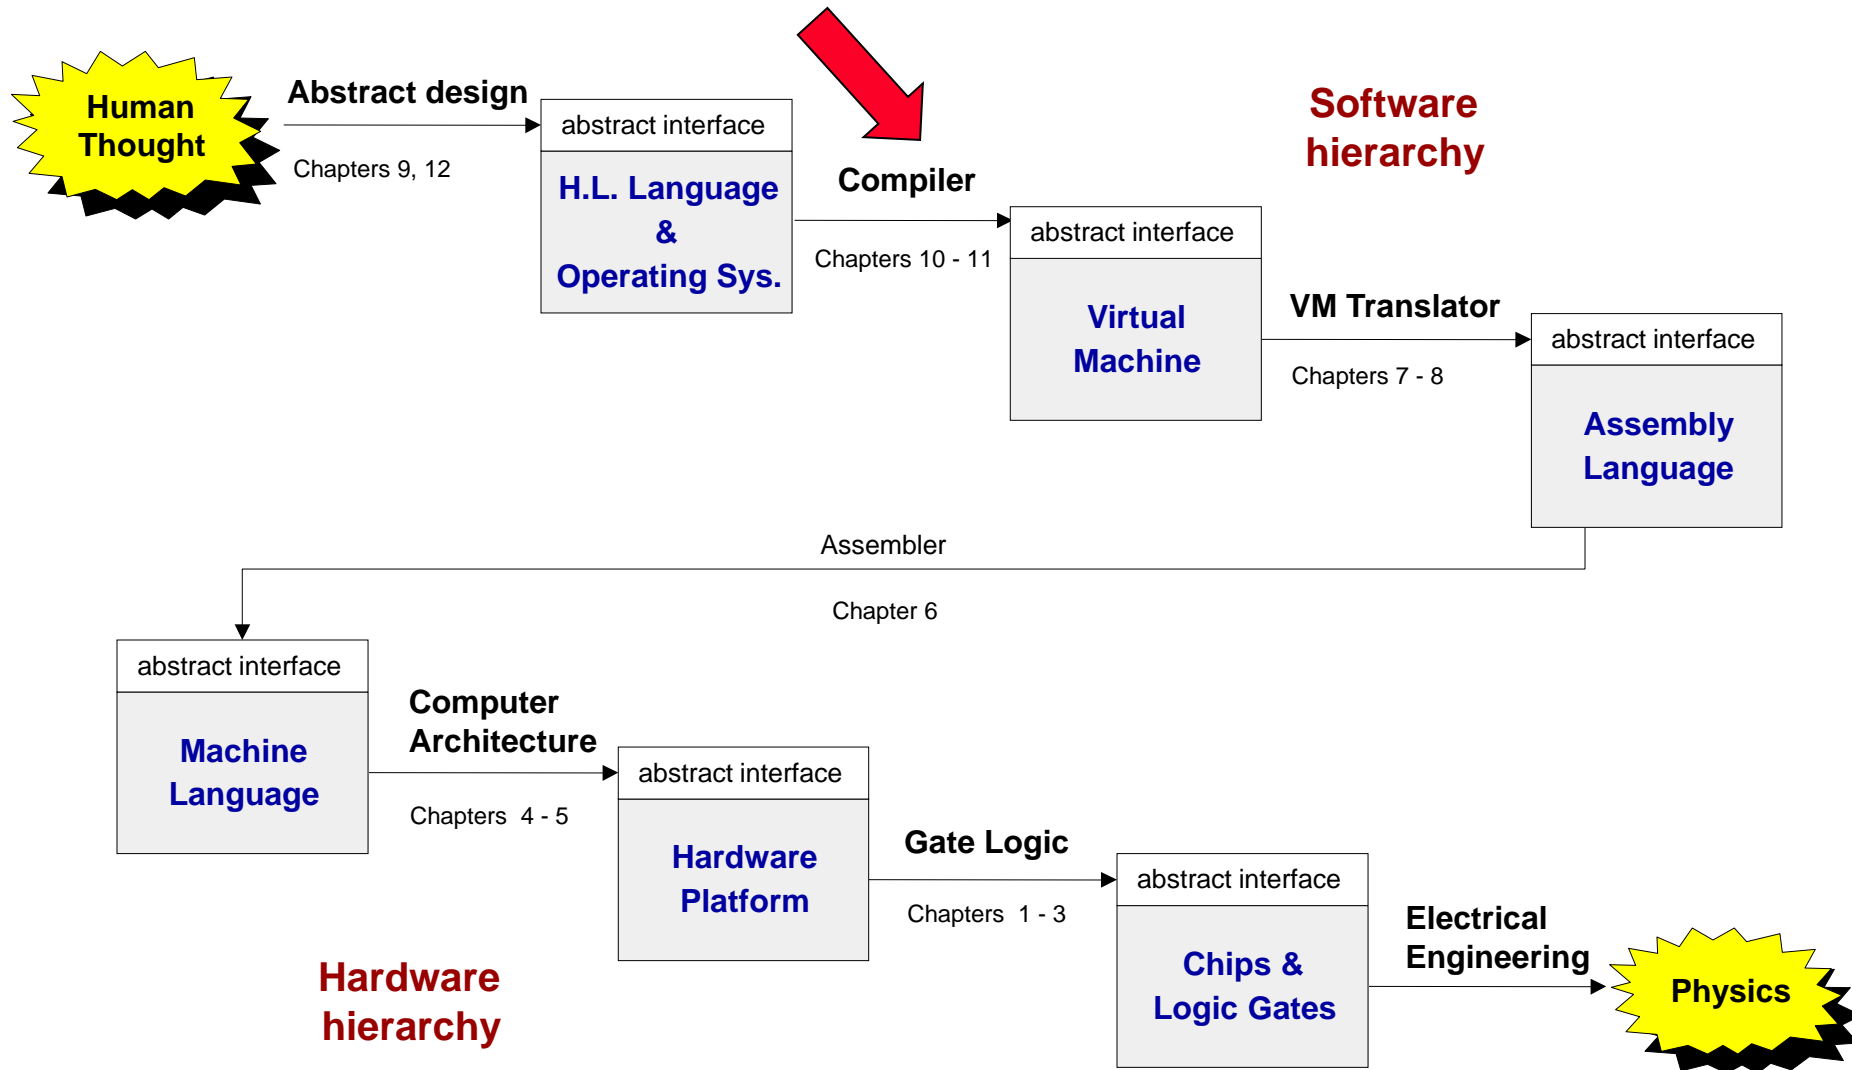 Human
Thought
Abstract design
Chapters 9, 12
abstract interface
H.L. Language
&
Operating Sys.
Compiler
Chapters 10 - 11
Software
hierarchy
abstract interface
Virtual
Machine
VM Translator
Chapters 7 - 8
abstract interface
Assembly
Language
Assembler
Chapter 6
abstract interface
Machine
Language
Computer
Architecture
Chapters 4 - 5
abstract interface
Hardware
Platform
Gate Logic
Chapters 1 - 3
abstract interface
Chips &
Logic Gates
Electrical
Engineering
Physics
Hardware
hierarchy